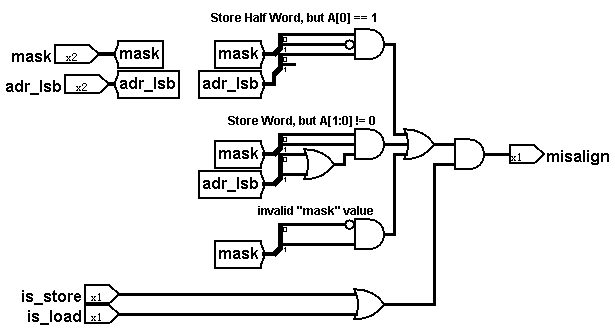 Store Half Word, but A[0] == 1
mask x2 mask
mask
0
1
adr_lsb x2 adr_lsb
adr_lsb
0
1
Store Word, but A[1:0] != 0
mask
0
1
adr_lsb
0
1
x1 misalign
invalid "mask" value
mask
0
1
is_store x1
is_load x1